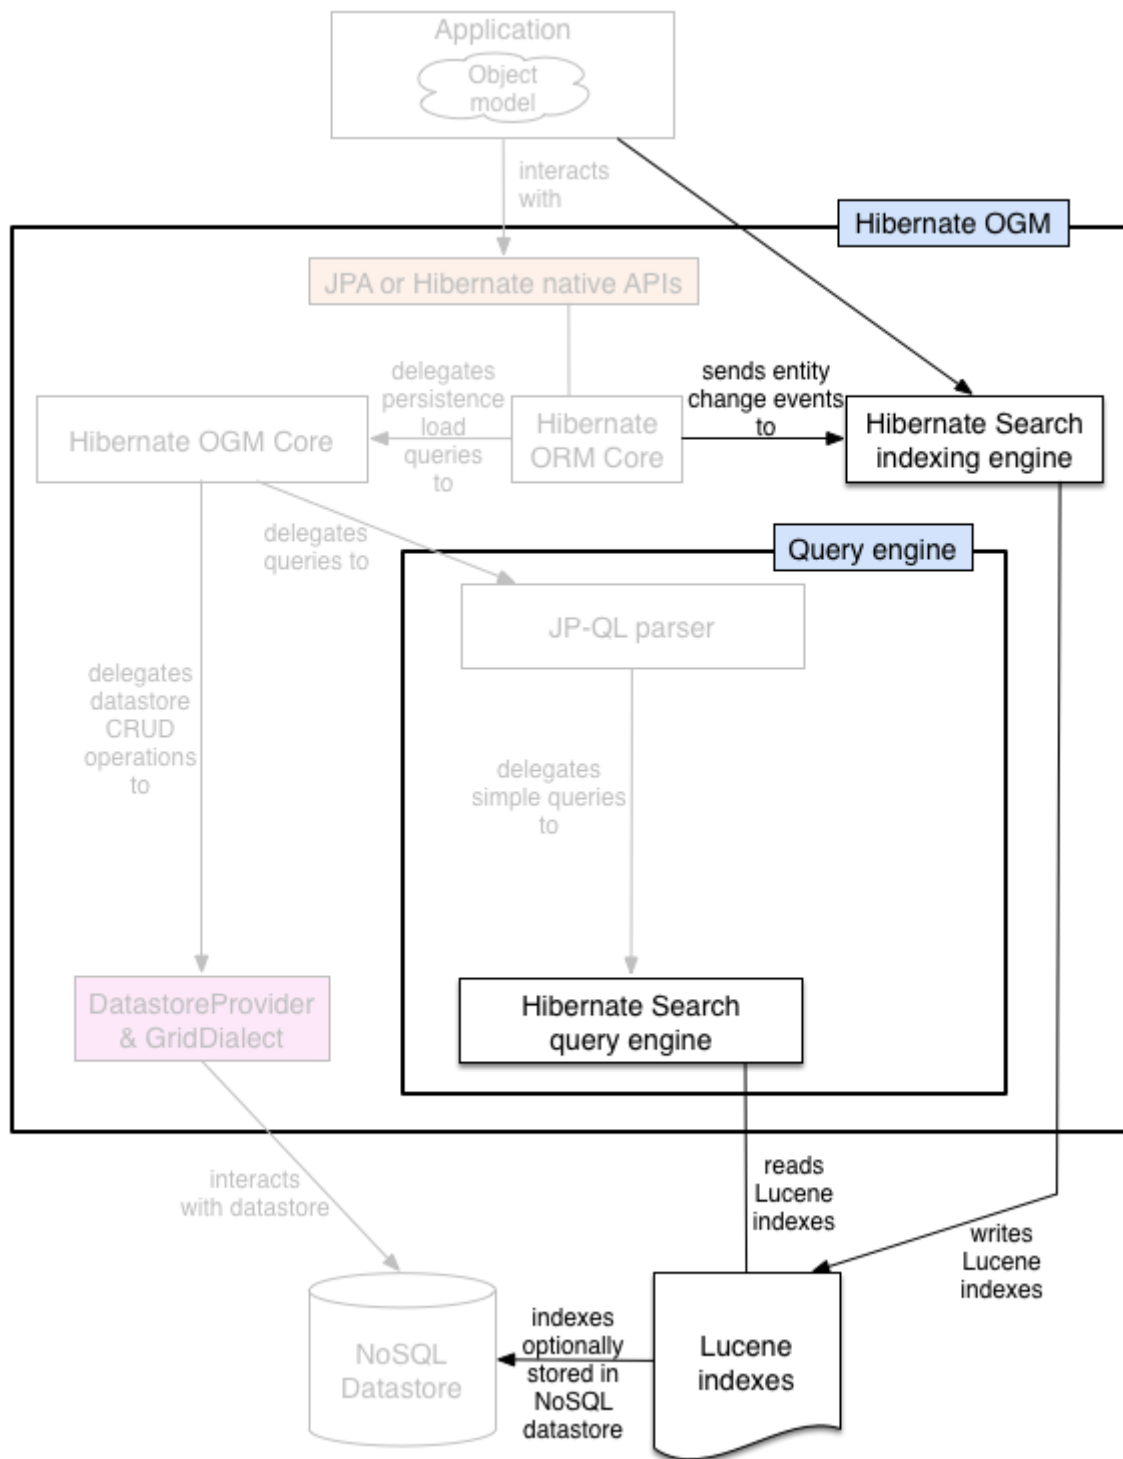 Application
Object
model
interacts
with
Hibernate OGM
JPA or Hibernate native APIs
delegates
persistence
load
queries
to
sends entity
change events
to
Hibernate OGM Core
Hibernate
ORM Core
Hibernate Search
indexing engine
delegates
queries to
Query engine
JP-QL parser
delegates
datastore
CRUD
operations
to
delegates
simple queries
to
DatastoreProvider
& GridDialect
Hibernate Search
query engine
interacts
with datastore
reads
Lucene
indexes
writes
Lucene
indexes
NoSQL
Datastore
indexes
optionally
stored in
NoSQL
datastore
Lucene
indexes